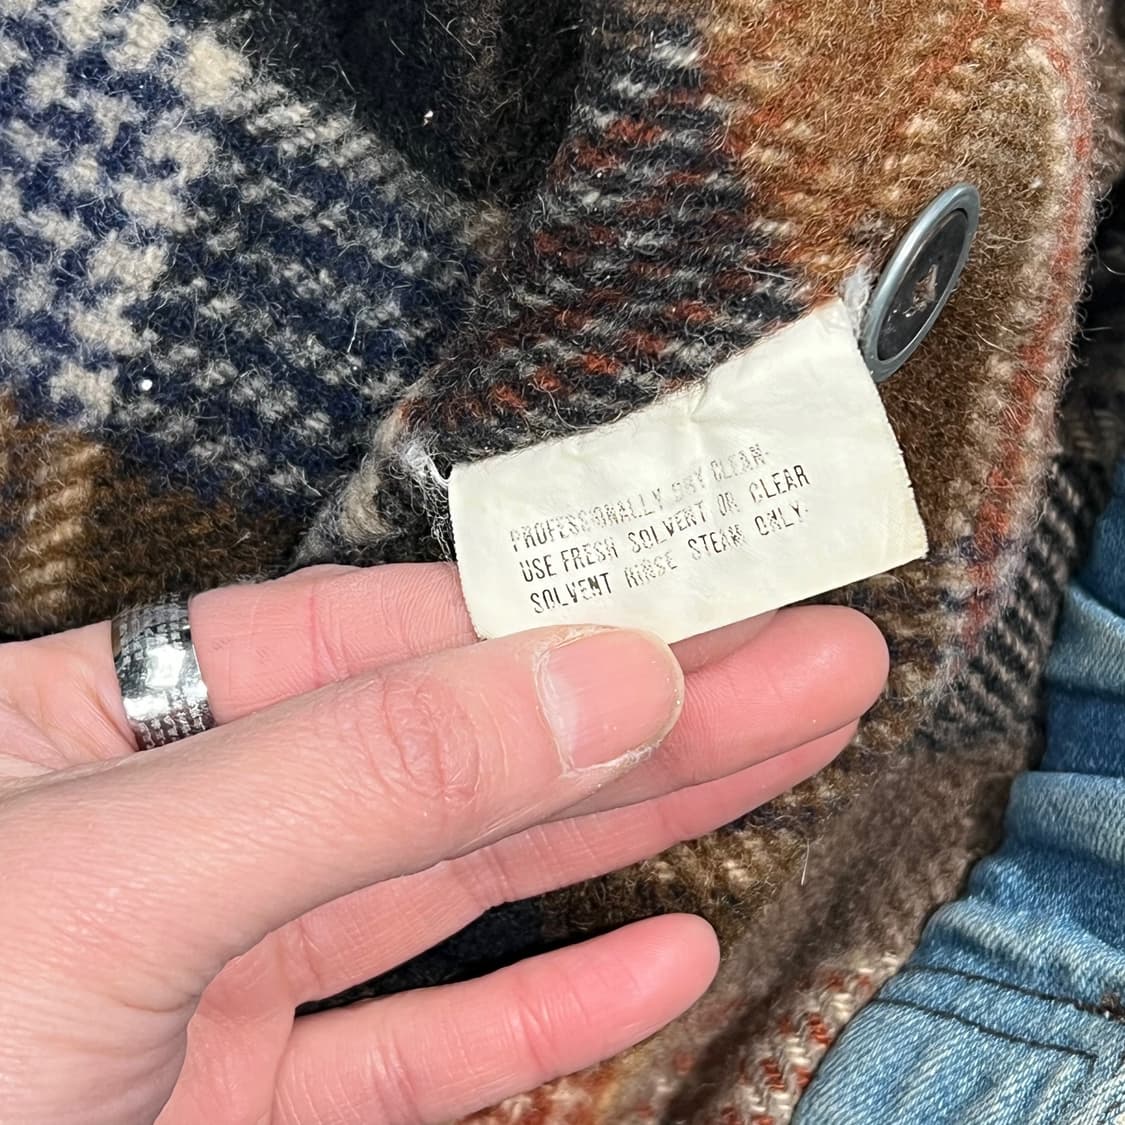 PROFESSIONALLY DRY CLEAN-
USE FRESH SOLVENT OR CLEAR
SOLVENT RINSE STEAM ONLY-